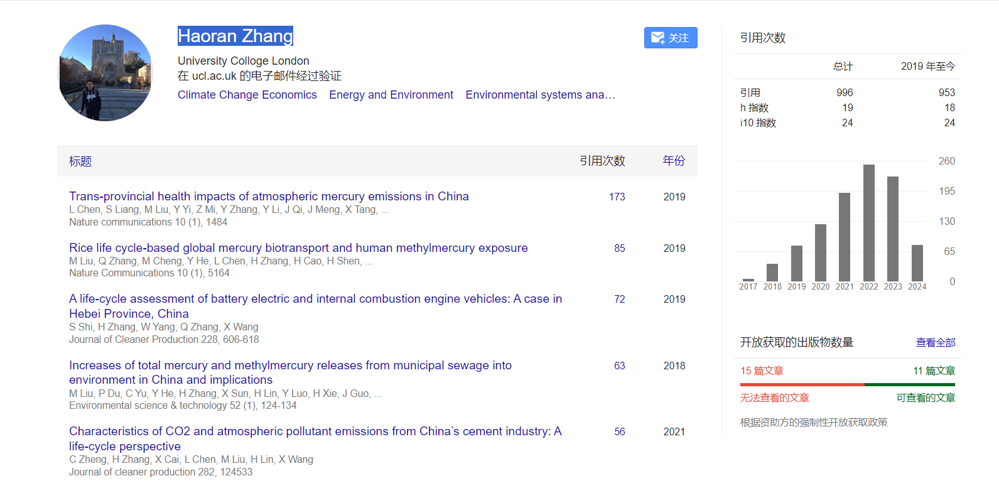 Haoran Zhang
关注
University Colloge London
在 ucl.ac.uk 的电子邮件经过验证
Climate Change Economics Energy and Environment Environmental systems ana…
标题 引用次数 年份
Trans-provincial health impacts of atmospheric mercury emissions in China 173 2019
L Chen, S Liang, M Liu, Y Yi, Z Mi, Y Zhang, Y Li, J Qi, J Meng, X Tang, ...
Nature communications 10 (1), 1484
Rice life cycle-based global mercury biotransport and human methylmercury exposure 85 2019
M Liu, Q Zhang, M Cheng, Y He, L Chen, H Zhang, H Cao, H Shen, ...
Nature Communications 10 (1), 5164
A life-cycle assessment of battery electric and internal combustion engine vehicles: A case in 72 2019
Hebei Province, China
S Shi, H Zhang, W Yang, Q Zhang, X Wang
Journal of Cleaner Production 228, 606-618
Increases of total mercury and methylmercury releases from municipal sewage into 63 2018
environment in China and implications
M Liu, P Du, C Yu, Y He, H Zhang, X Sun, H Lin, Y Luo, H Xie, J Guo, ...
Environmental science & technology 52 (1), 124-134
Characteristics of CO2 and atmospheric pollutant emissions from China's cement industry: A 56 2021
life-cycle perspective
C Zheng, H Zhang, X Cai, L Chen, M Liu, H Lin, X Wang
Journal of cleaner production 282, 124533
引用次数
总计 2019 年至今
引用 996 953
h 指数 19 18
i10 指数 24 24
260
195
130
65
0
2017 2018 2019 2020 2021 2022 2023 2024
开放获取的出版物数量 查看全部
15 篇文章 11 篇文章
无法查看的文章 可查看的文章
根据资助方的强制性开放获取政策